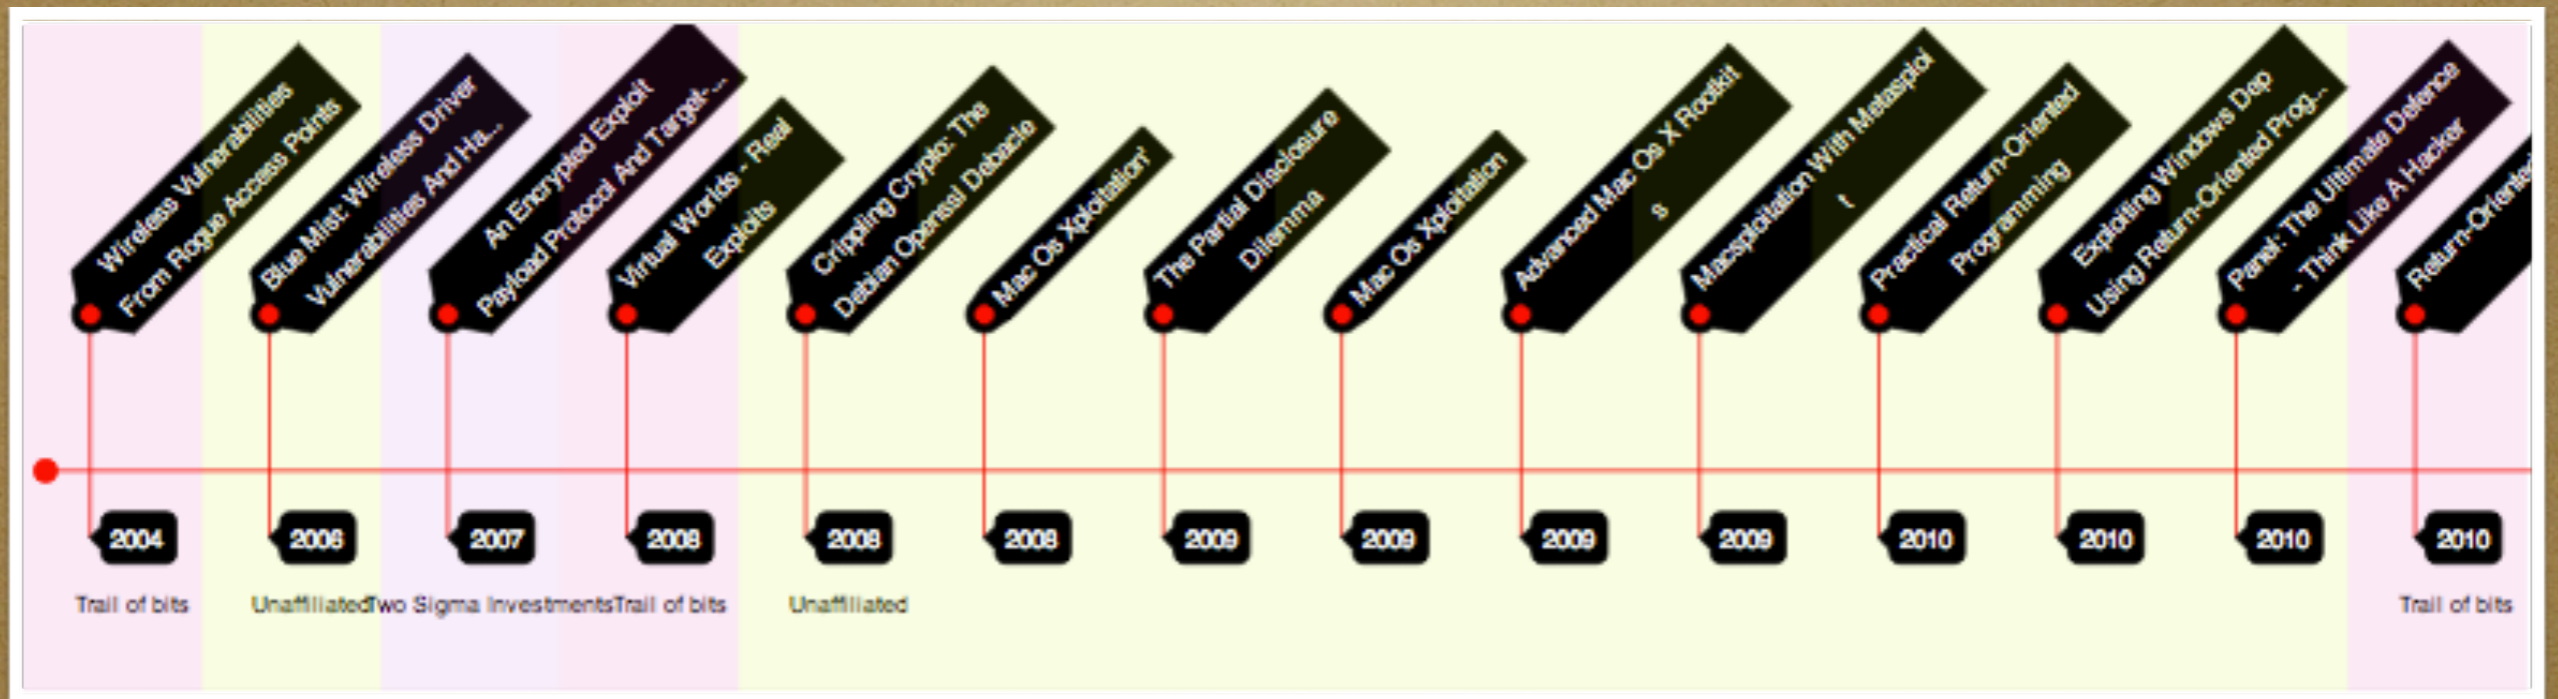 Wireless Vulnerabilities
From Rogue Access Points
Blue Mist: Wireless Driver
Vulnerabilities And Ha...
An Encrypted Exploit
Payload Protocol And Target-...
Virtual Worlds - Real
Exploits
Crippling Crypto: The
Debian Openssl Debacle
Mac Os Xploitation'
The Partial Disclosure
Dilemma
Mac Os Xploitation
Advanced Mac Os X Rootkit
s
Macsploitation With Metasploi
t
Practical Return-Oriented
Programming
Exploiting Windows Dep
Using Return-Oriented Prog...
Panel: The Ultimate Defence
- Think Like A Hacker
Return-Oriented
2004 2006 2007 2008 2008 2008 2009 2009 2009 2009 2010 2010 2010 2010
Trail of bits Unaffiliated Two Sigma Investments Trail of bits Unaffiliated Trail of bits